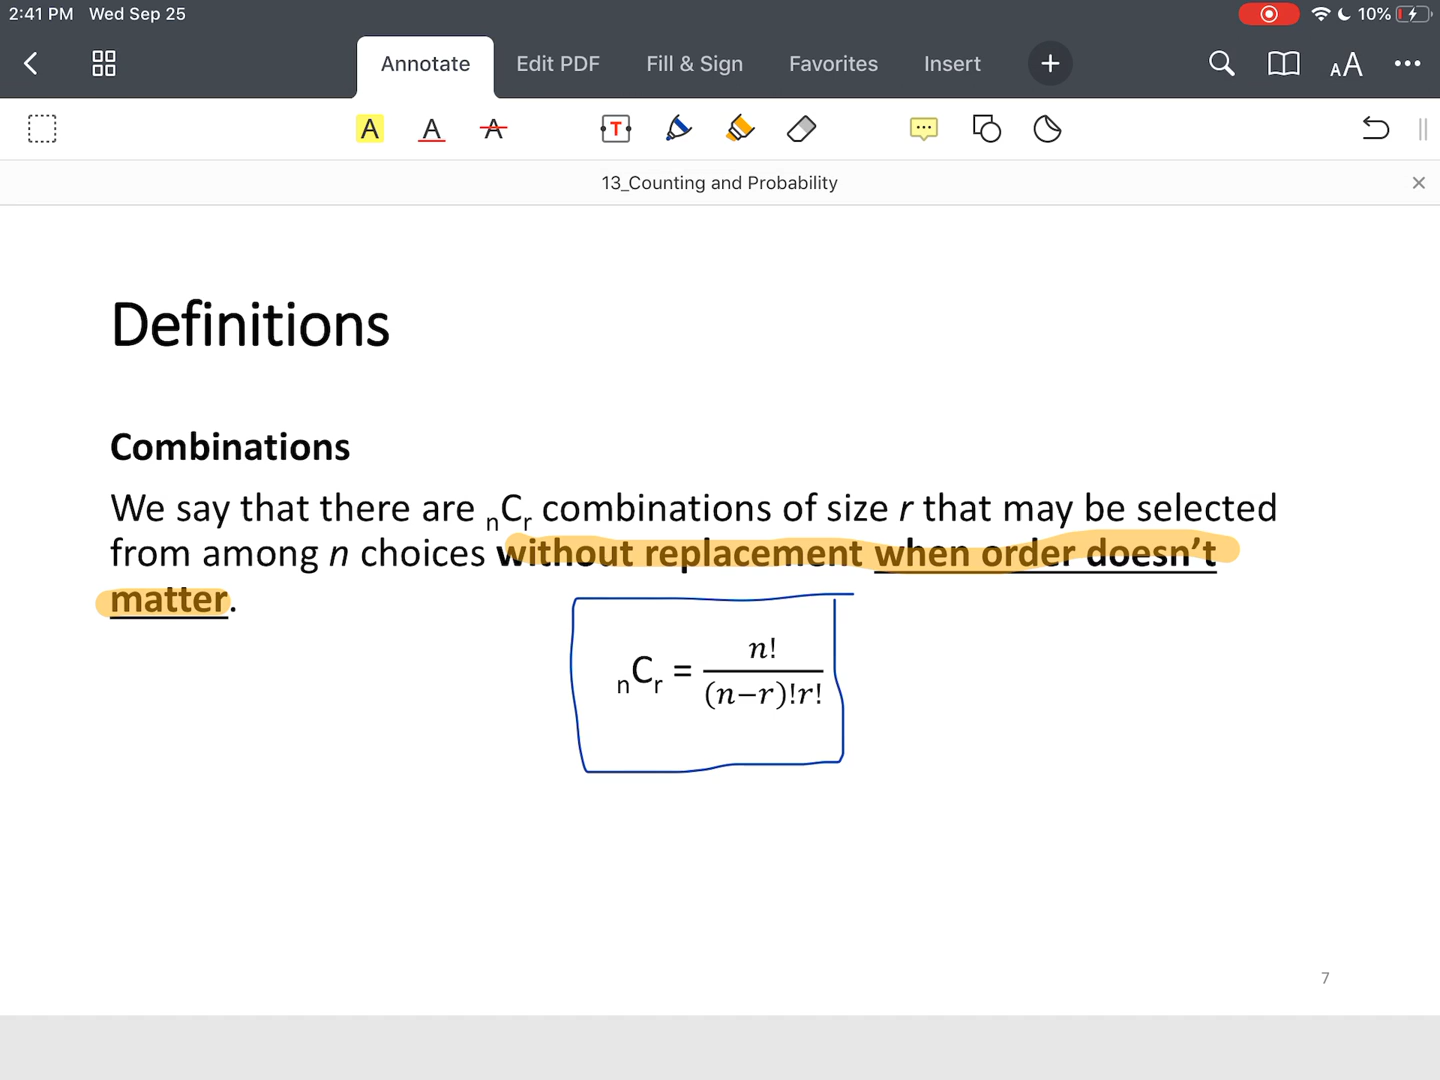 2:41 PM Wed Sep 25 10%
Annotate Edit PDF Fill & Sign Favorites Insert
A A A T AA
13_Counting and Probability
Definitions
Combinations
We say that there are nCr combinations of size r that may be selected
from among n choices without replacement when order doesn’t
matter.
nCr = n! / (n−r)!r!
7